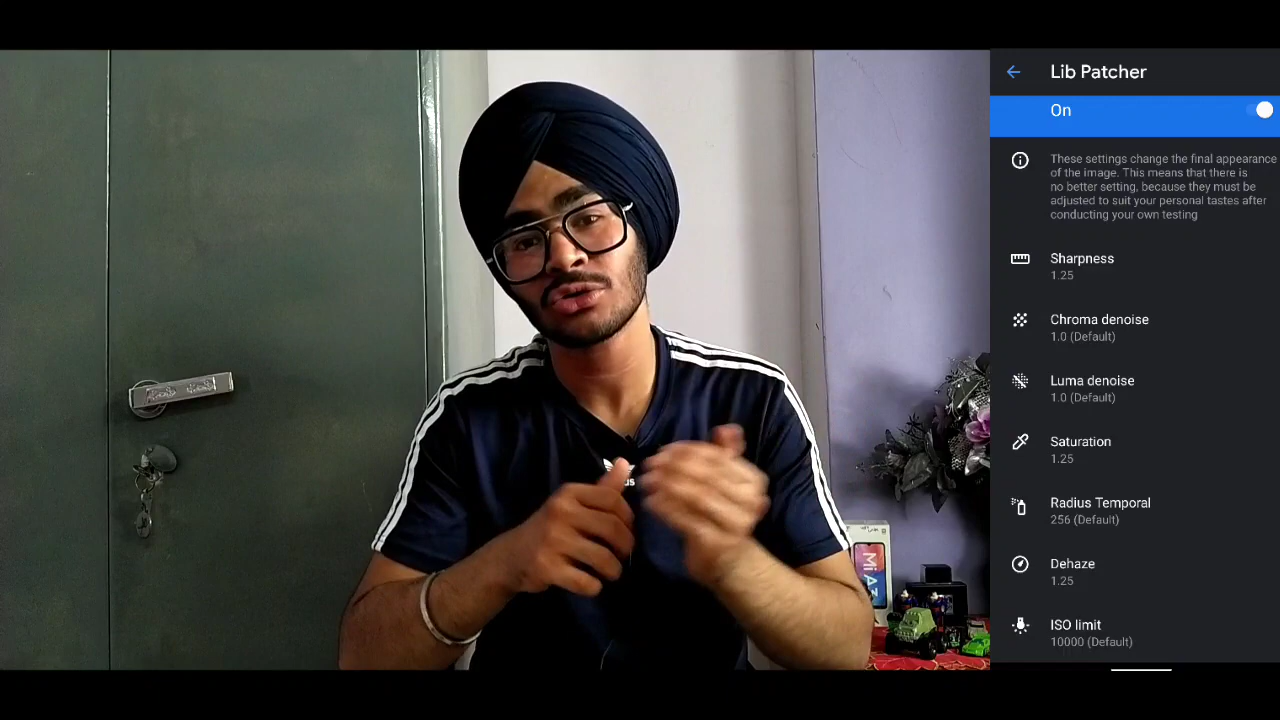 Lib Patcher
On
These settings change the final appearance
of the image. This means that there is
no better setting, because they must be
adjusted to suit your personal tastes after
conducting your own testing
Sharpness
1.25
Chroma denoise
1.0 (Default)
Luma denoise
1.0 (Default)
Saturation
1.25
Radius Temporal
256 (Default)
Dehaze
1.25
ISO limit
10000 (Default)
Mi A3